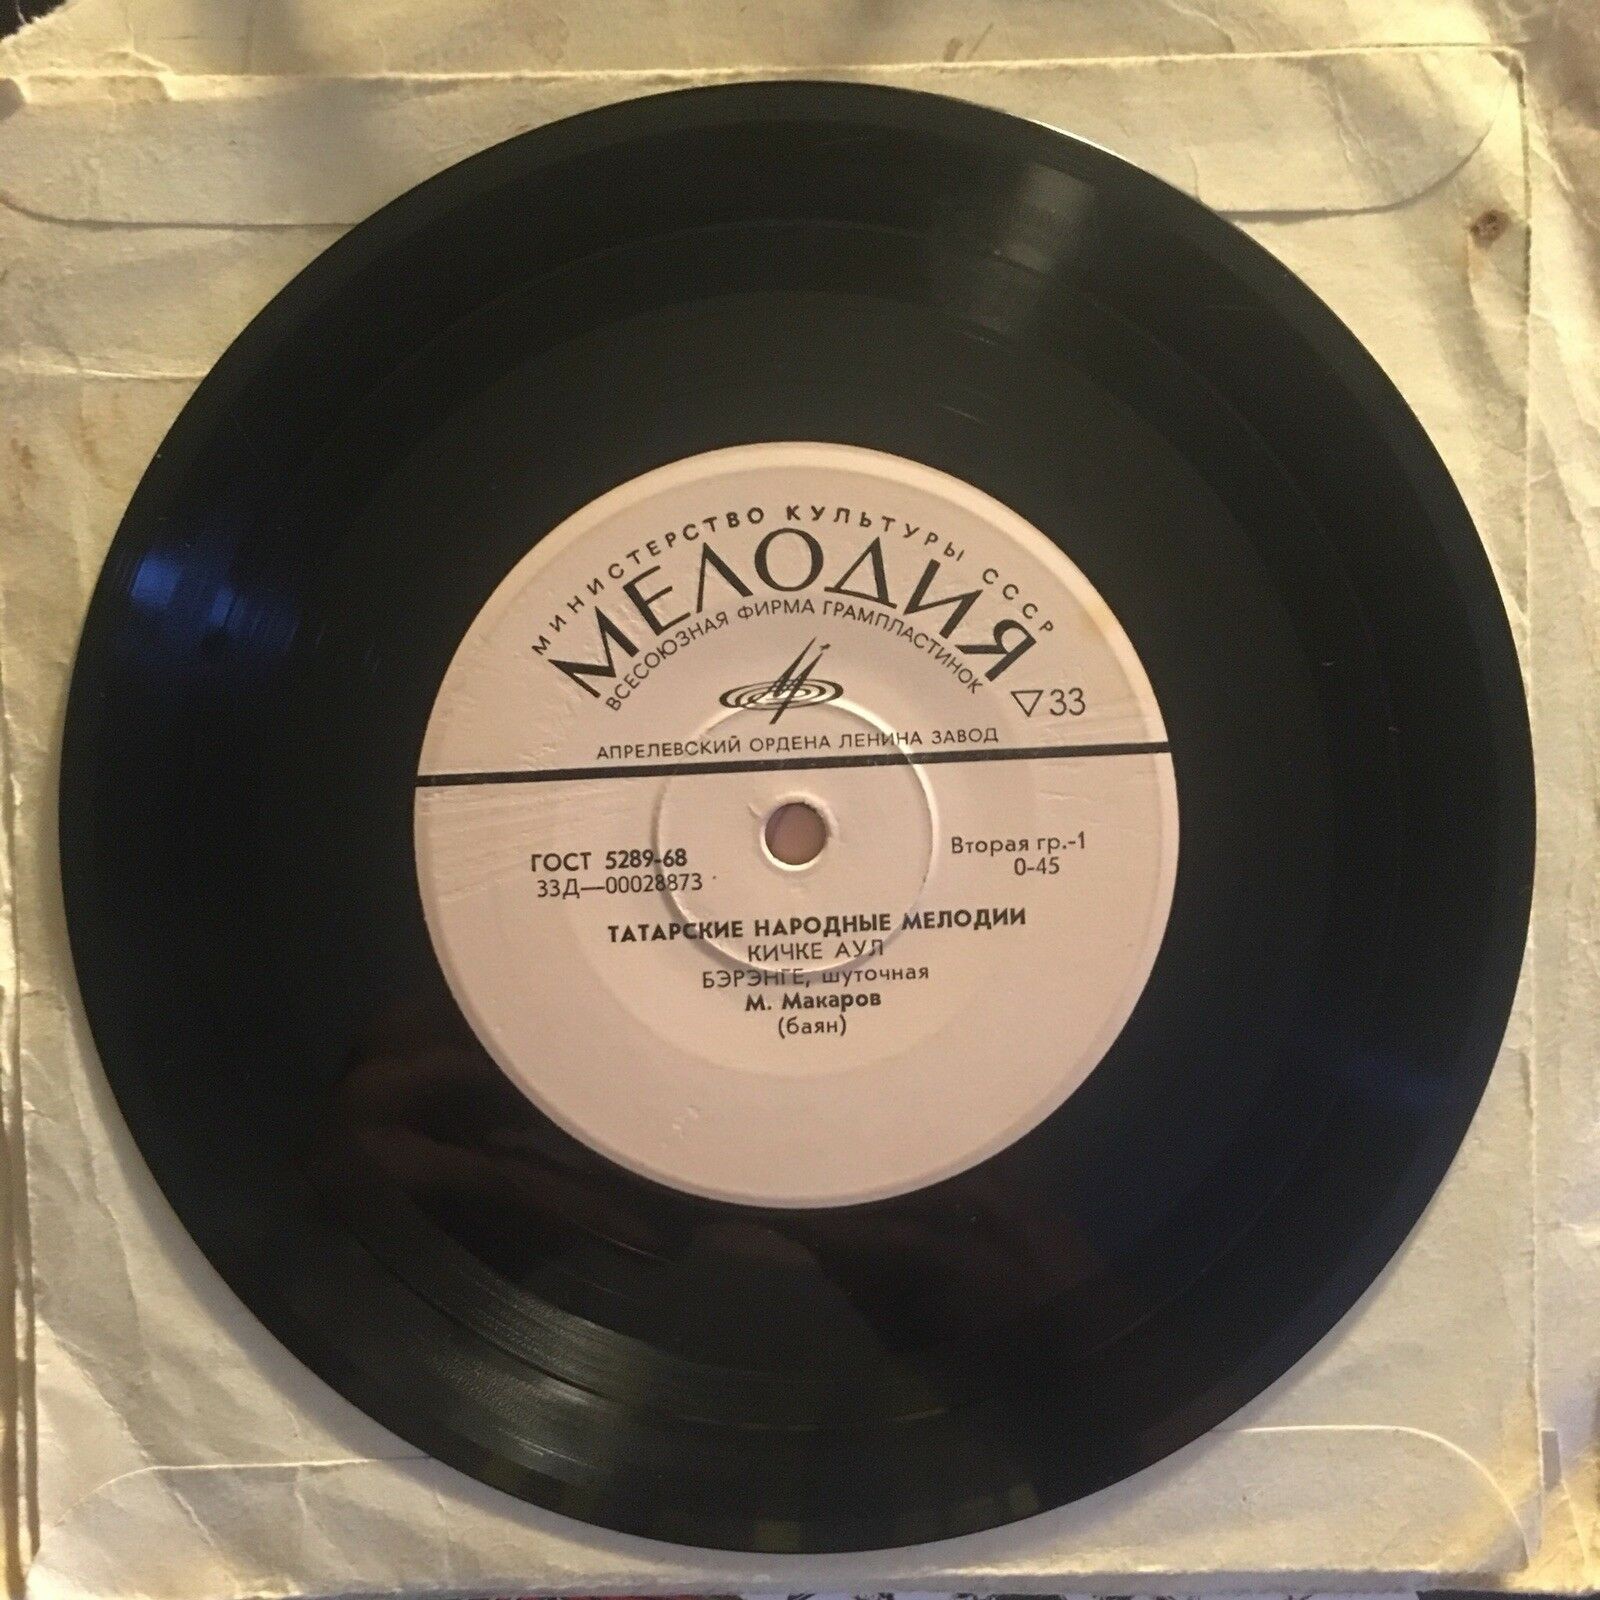 МИНИСТЕРСТВО КУЛЬТУРЫ СССР
МЕЛОДИЯ
ВСЕСОЮЗНАЯ ФИРМА ГРАМПЛАСТИНОК
▽33
АПРЕЛЕВСКИЙ ОРДЕНА ЛЕНИНА ЗАВОД
ГОСТ 5289-68
33Д—00028873
Вторая гр.-1
0-45
ТАТАРСКИЕ НАРОДНЫЕ МЕЛОДИИ
КИЧКЕ АУЛ
БЭРЭНГЕ, шуточная
М. Макаров
(баян)